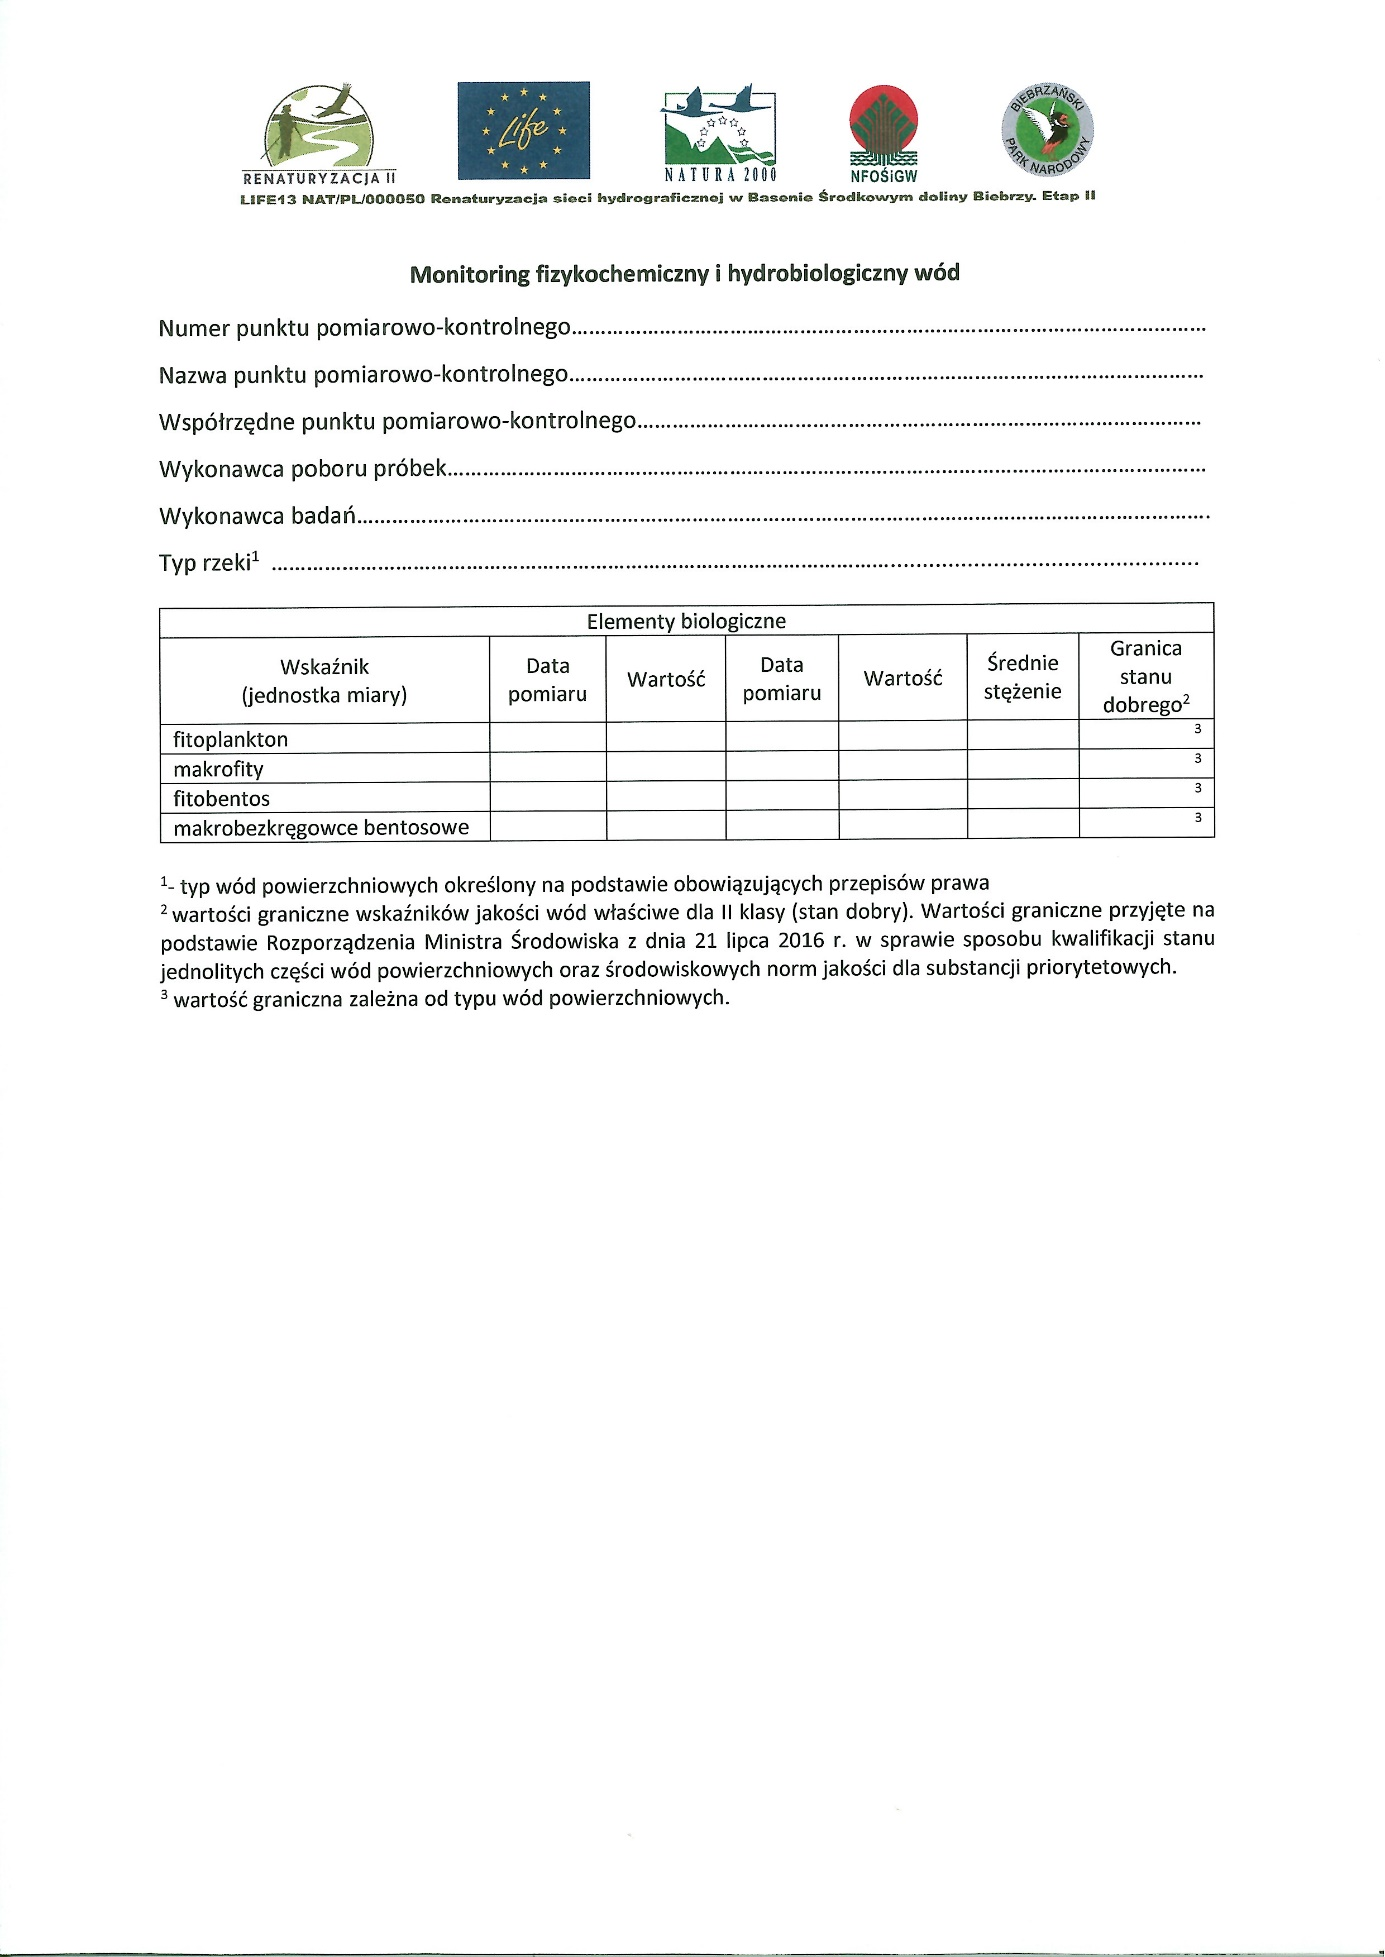 RENATURYZACJA II
Life
NATURA 2000
NFOŚiGW
BIEBRZAŃSKI PARK NARODOWY
LIFE13 NAT/PL/000050 Renaturyzacja sieci hydrograficznej w Basenie Środkowym doliny Biebrzy. Etap II
Monitoring fizykochemiczny i hydrobiologiczny wód
Numer punktu pomiarowo-kontrolnego
Nazwa punktu pomiarowo-kontrolnego
Współrzędne punktu pomiarowo-kontrolnego
Wykonawca poboru próbek
Wykonawca badań
Typ rzeki¹
Elementy biologiczne
Wskaźnik (jednostka miary) Data pomiaru Wartość Data pomiaru Wartość Średnie stężenie Granica stanu dobrego²
fitoplankton ³
makrofity ³
fitobentos ³
makrobezkręgowce bentosowe ³
¹- typ wód powierzchniowych określony na podstawie obowiązujących przepisów prawa
² wartości graniczne wskaźników jakości wód właściwe dla II klasy (stan dobry). Wartości graniczne przyjęte na
podstawie Rozporządzenia Ministra Środowiska z dnia 21 lipca 2016 r. w sprawie sposobu kwalifikacji stanu
jednolitych części wód powierzchniowych oraz środowiskowych norm jakości dla substancji priorytetowych.
³ wartość graniczna zależna od typu wód powierzchniowych.